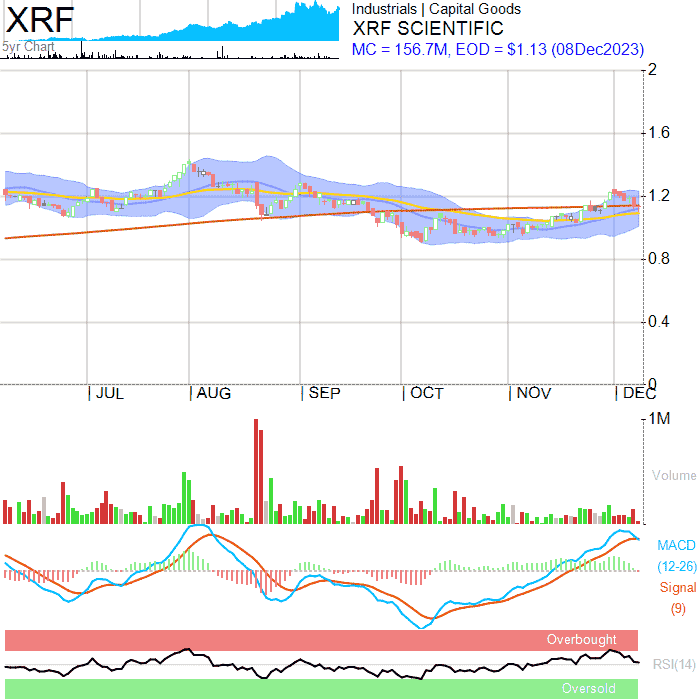 XRF
5yr Chart
Industrials | Capital Goods
XRF SCIENTIFIC
MC = 156.7M, EOD = $1.13 (08Dec2023)
2
1.6
1.2
0.8
0.4
0
JUL AUG SEP OCT NOV DEC
1M
Volume
MACD
(12-26)
Signal
(9)
Overbought
RSI(14)
Oversold